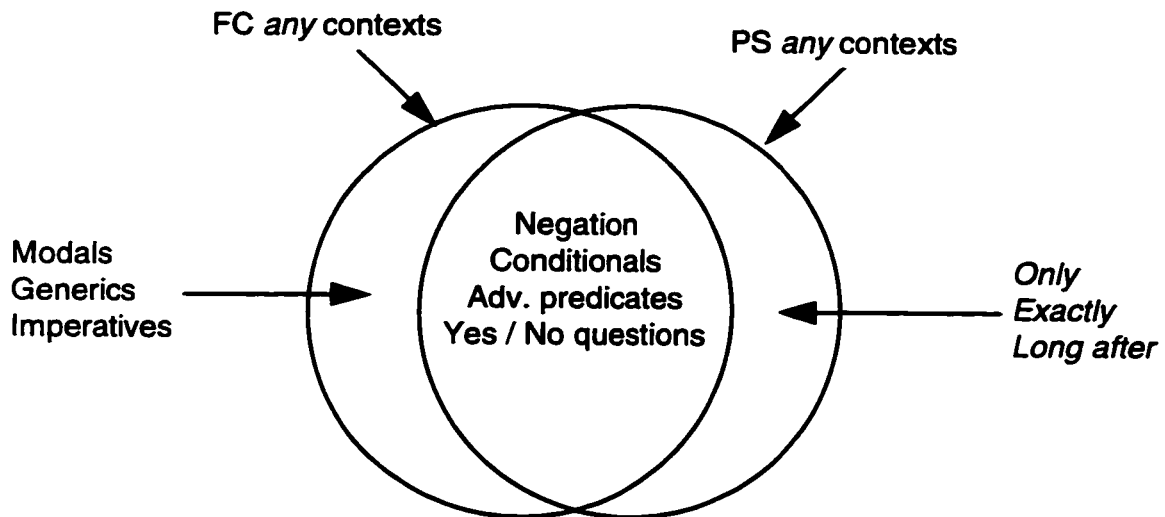 FC any contexts
PS any contexts
Modals
Generics
Imperatives
Negation
Conditionals
Adv. predicates
Yes / No questions
Only
Exactly
Long after